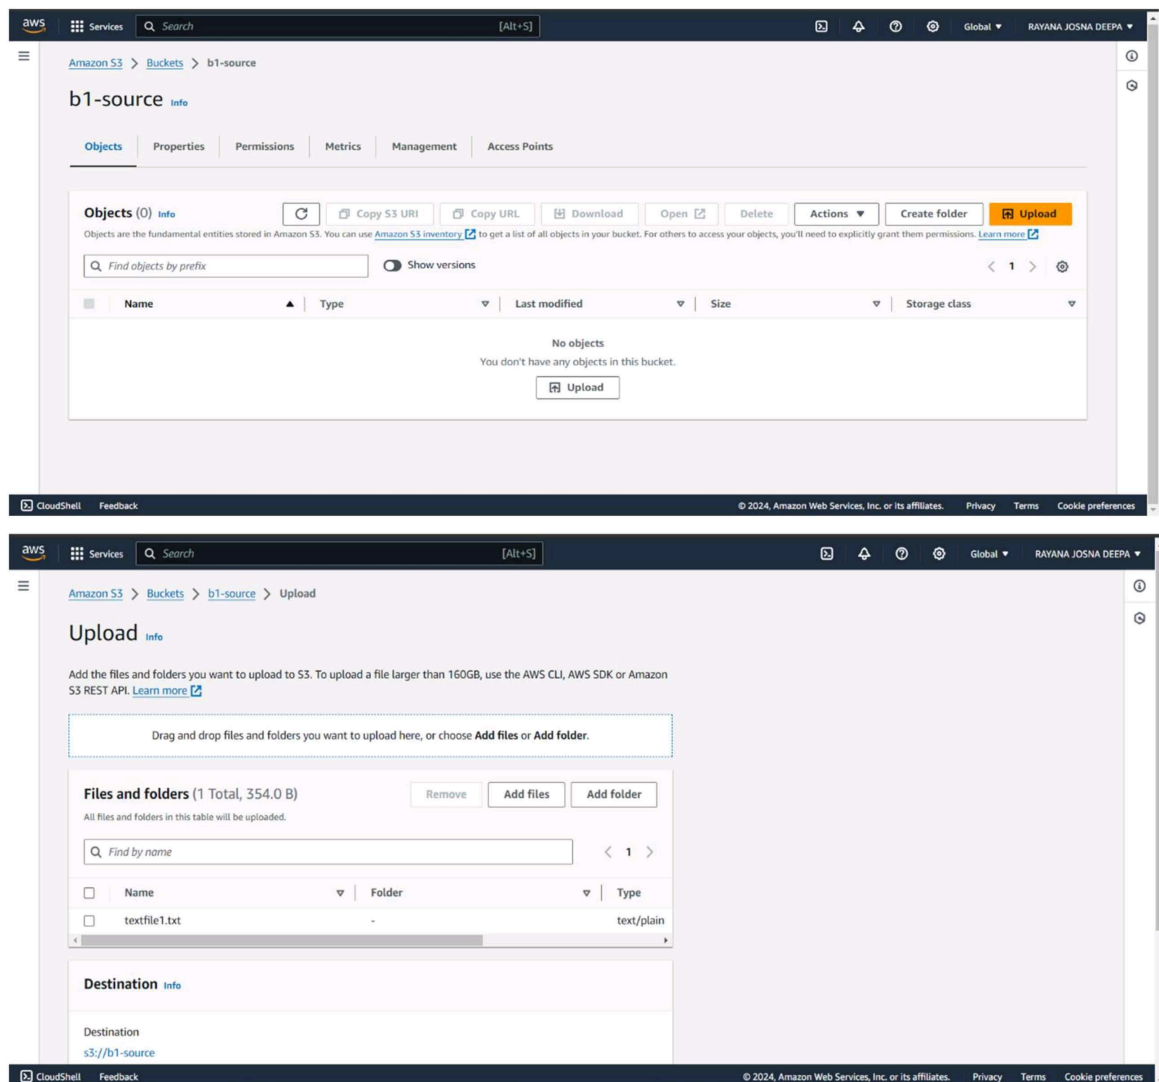 aws Services Search [Alt+S] Global ▼ RAYANA JOSNA DEEPA ▼
Amazon S3 > Buckets > b1-source
b1-source Info
Objects Properties Permissions Metrics Management Access Points
Objects (0) Info Copy S3 URI Copy URL Download Open Delete Actions ▼ Create folder Upload
Objects are the fundamental entities stored in Amazon S3. You can use Amazon S3 inventory to get a list of all objects in your bucket. For others to access your objects, you'll need to explicitly grant them permissions. Learn more
Find objects by prefix Show versions < 1 >
Name Type Last modified Size Storage class
No objects
You don't have any objects in this bucket.
Upload
CloudShell Feedback © 2024, Amazon Web Services, Inc. or its affiliates. Privacy Terms Cookie preferences
aws Services Search [Alt+S] Global ▼ RAYANA JOSNA DEEPA ▼
Amazon S3 > Buckets > b1-source > Upload
Upload Info
Add the files and folders you want to upload to S3. To upload a file larger than 160GB, use the AWS CLI, AWS SDK or Amazon
S3 REST API. Learn more
Drag and drop files and folders you want to upload here, or choose Add files or Add folder.
Files and folders (1 Total, 354.0 B) Remove Add files Add folder
All files and folders in this table will be uploaded.
Find by name < 1 >
Name Folder Type
textfile1.txt - text/plain
Destination Info
Destination
s3://b1-source
CloudShell Feedback © 2024, Amazon Web Services, Inc. or its affiliates. Privacy Terms Cookie preferences